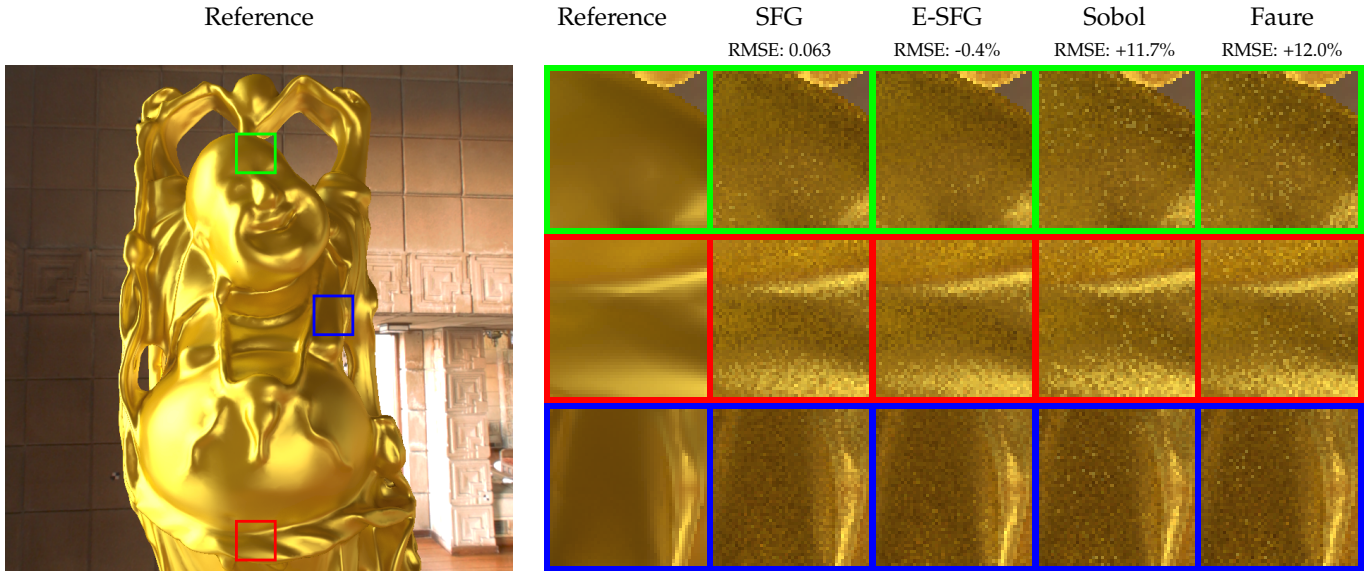 Reference
Reference SFG E-SFG Sobol Faure
RMSE: 0.063 RMSE: -0.4% RMSE: +11.7% RMSE: +12.0%